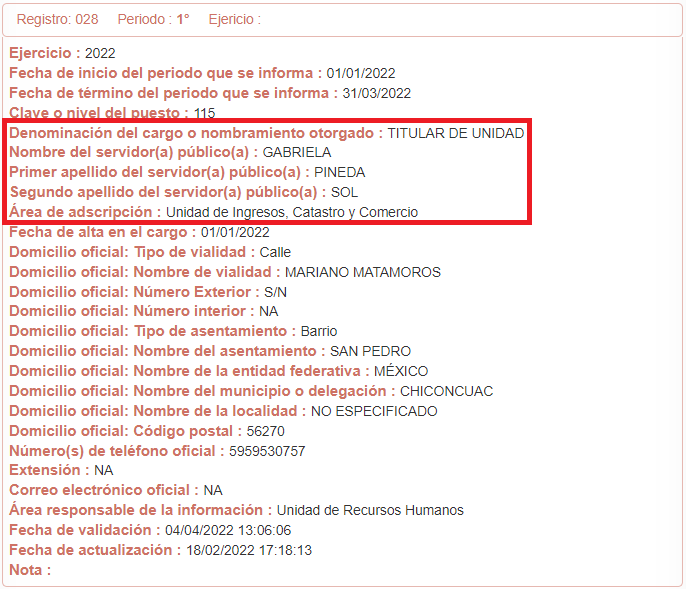 Registro: 028 Periodo : 1° Ejericio :
Ejercicio : 2022
Fecha de inicio del periodo que se informa : 01/01/2022
Fecha de término del periodo que se informa : 31/03/2022
Clave o nivel del puesto : 115
Denominación del cargo o nombramiento otorgado : TITULAR DE UNIDAD
Nombre del servidor(a) público(a) : GABRIELA
Primer apellido del servidor(a) público(a) : PINEDA
Segundo apellido del servidor(a) público(a) : SOL
Área de adscripción : Unidad de Ingresos, Catastro y Comercio
Fecha de alta en el cargo : 01/01/2022
Domicilio oficial: Tipo de vialidad : Calle
Domicilio oficial: Nombre de vialidad : MARIANO MATAMOROS
Domicilio oficial: Número Exterior : S/N
Domicilio oficial: Número interior : NA
Domicilio oficial: Tipo de asentamiento : Barrio
Domicilio oficial: Nombre del asentamiento : SAN PEDRO
Domicilio oficial: Nombre de la entidad federativa : MÉXICO
Domicilio oficial: Nombre del municipio o delegación : CHICONCUAC
Domicilio oficial: Nombre de la localidad : NO ESPECIFICADO
Domicilio oficial: Código postal : 56270
Número(s) de teléfono oficial : 5959530757
Extensión : NA
Correo electrónico oficial : NA
Área responsable de la información : Unidad de Recursos Humanos
Fecha de validación : 04/04/2022 13:06:06
Fecha de actualización : 18/02/2022 17:18:13
Nota :